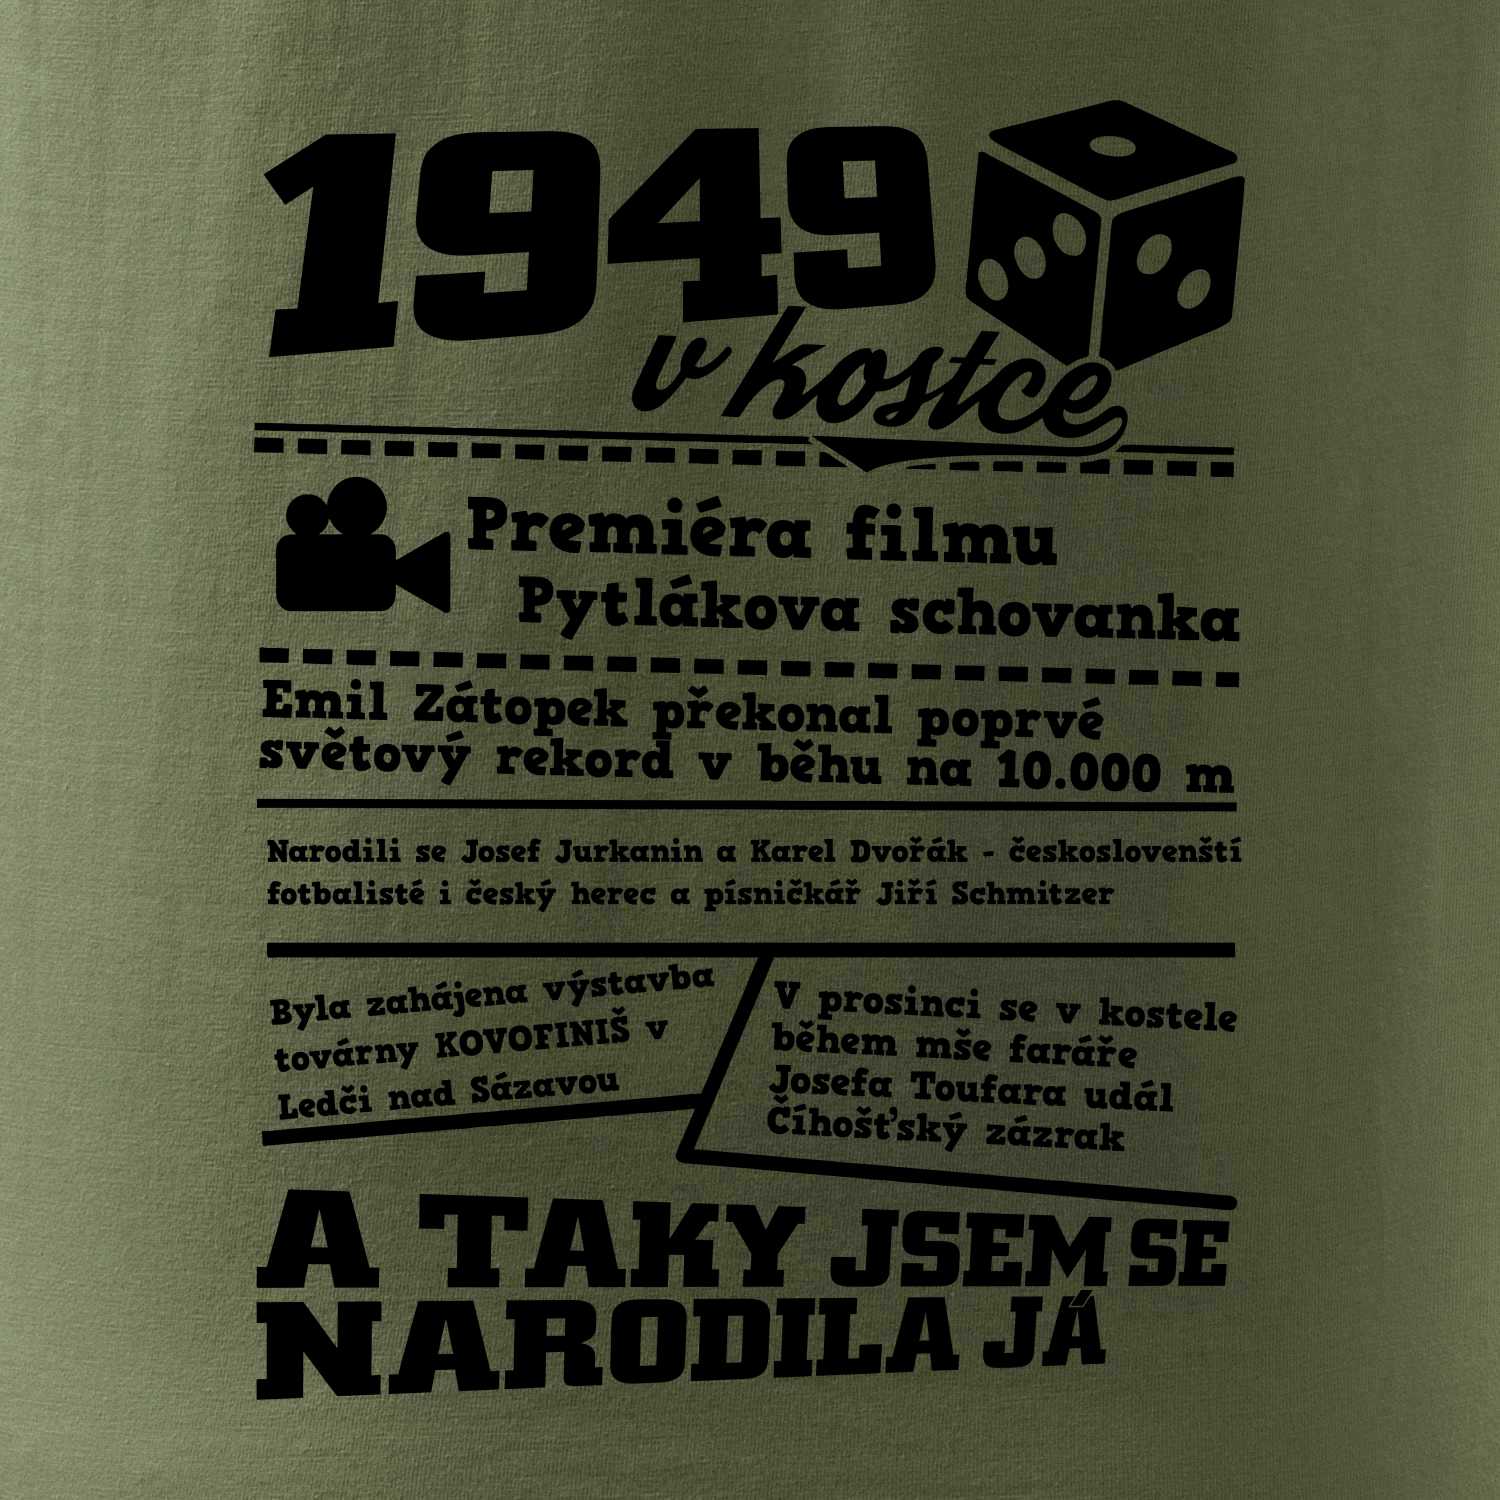 1949
v kostce
Premiéra filmu
Pytlákova schovanka
Emil Zátopek překonal poprvé
světový rekord v běhu na 10.000 m
Narodili se Josef Jurkanin a Karel Dvořák - českoslovenští
fotbalisté i český herec a písničkář Jiří Schmitzer
Byla zahájena výstavba
továrny KOVOFINIŠ v
Ledči nad Sázavou
V prosinci se v kostele
během mše faráře
Josefa Toufara udál
Číhošťský zázrak
A TAKY JSEM SE
NARODILA JÁ